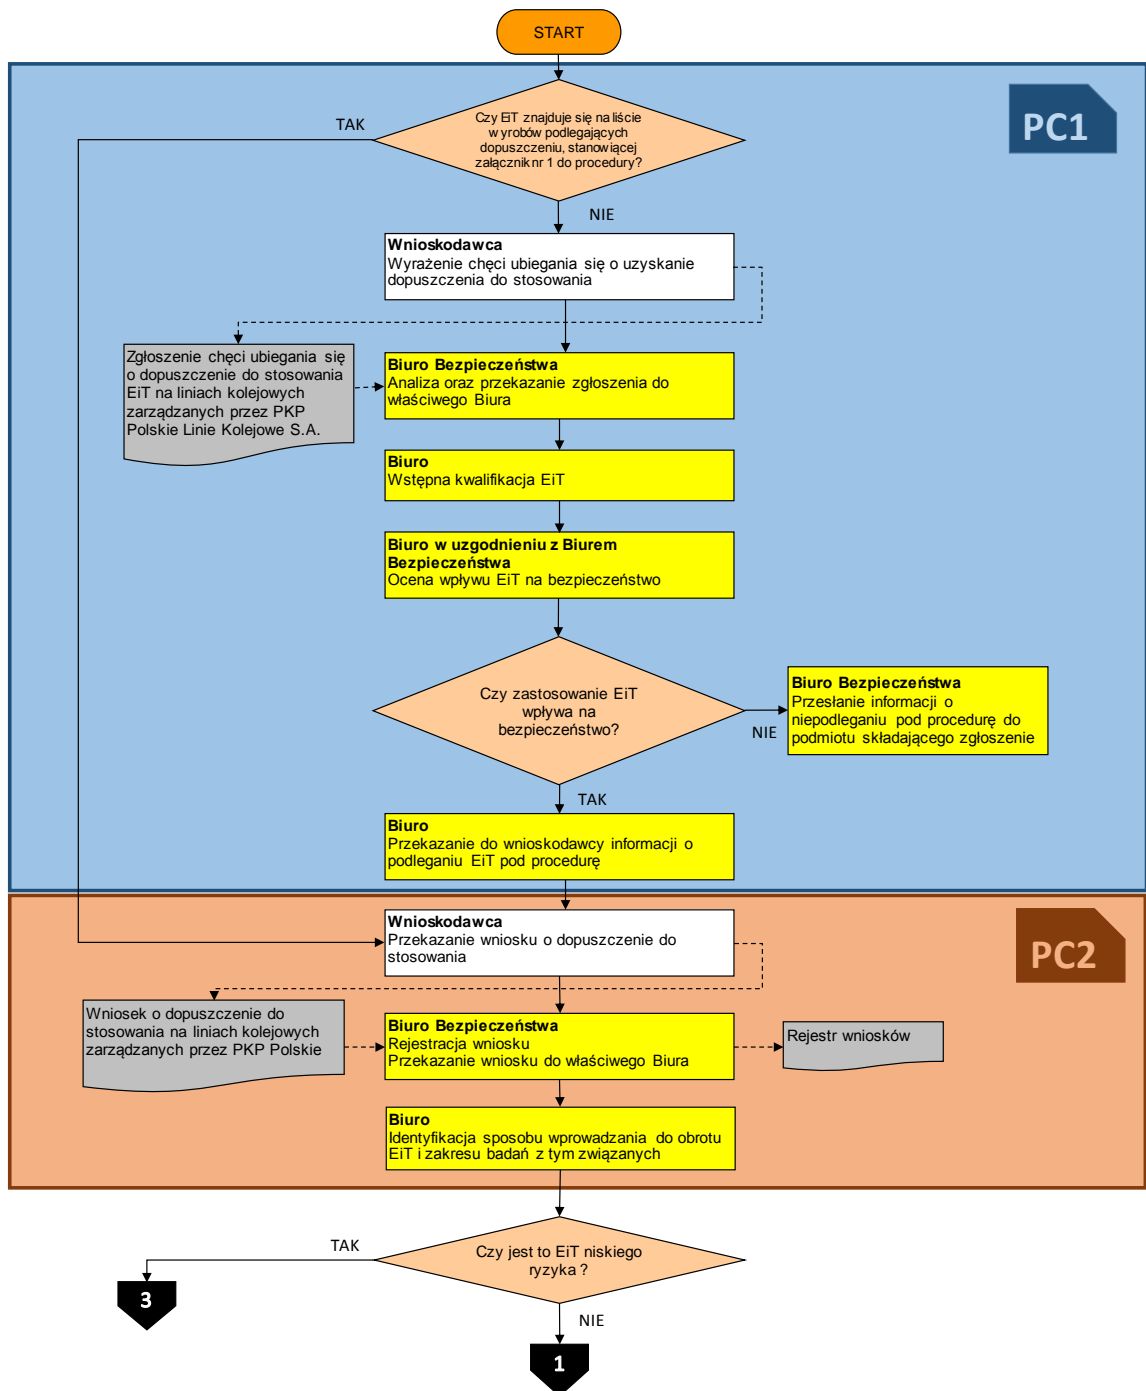 START
PC1
Czy EiT znajduje się na liście
wyrobów podlegających
dopuszczeniu, stanowiącej
załącznik nr 1 do procedury?
TAK
NIE
Wnioskodawca
Wyrażenie chęci ubiegania się o uzyskanie
dopuszczenia do stosowania
Zgłoszenie chęci ubiegania się
o dopuszczenie do stosowania
EiT na liniach kolejowych
zarządzanych przez PKP
Polskie Linie Kolejowe S.A.
Biuro Bezpieczeństwa
Analiza oraz przekazanie zgłoszenia do
właściwego Biura
Biuro
Wstępna kwalifikacja EiT
Biuro w uzgodnieniu z Biurem
Bezpieczeństwa
Ocena wpływu EiT na bezpieczeństwo
Czy zastosowanie EiT
wpływa na
bezpieczeństwo?
NIE
Biuro Bezpieczeństwa
Przesłanie informacji o
niepodleganiu pod procedurę do
podmiotu składającego zgłoszenie
TAK
Biuro
Przekazanie do wnioskodawcy informacji o
podleganiu EiT pod procedurę
PC2
Wnioskodawca
Przekazanie wniosku o dopuszczenie do
stosowania
Wniosek o dopuszczenie do
stosowania na liniach kolejowych
zarządzanych przez PKP Polskie
Biuro Bezpieczeństwa
Rejestracja wniosku
Przekazanie wniosku do właściwego Biura
Rejestr wniosków
Biuro
Identyfikacja sposobu wprowadzania do obrotu
EiT i zakresu badań z tym związanych
Czy jest to EiT niskiego
ryzyka ?
TAK
3
NIE
1